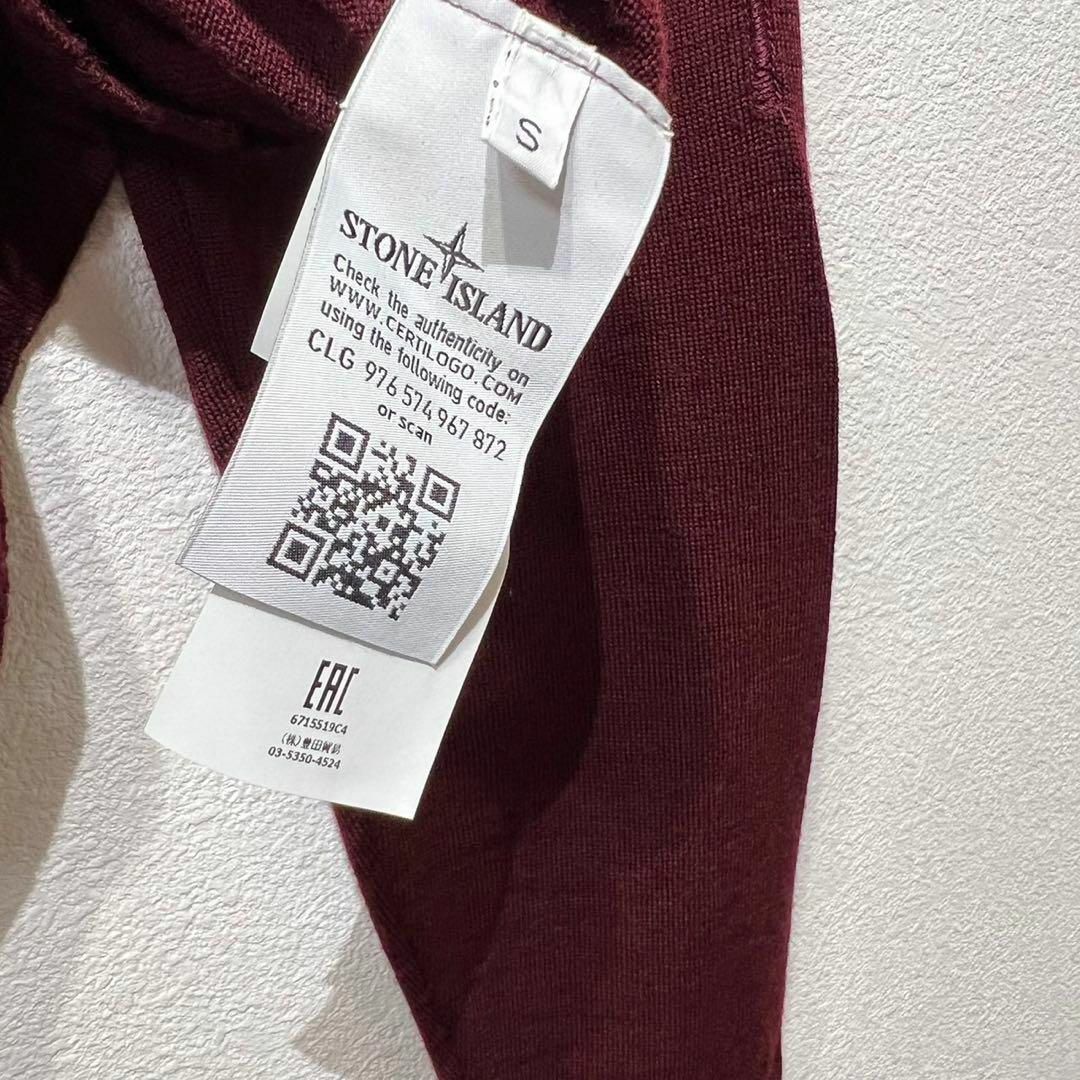 S
STONE ISLAND
Check the authenticity on
WWW.CERTILOGO.COM
using the following code:
CLG 976 574 967 872
or scan
EAC
6715519C4
(株)豊田貿易
03-5350-4524